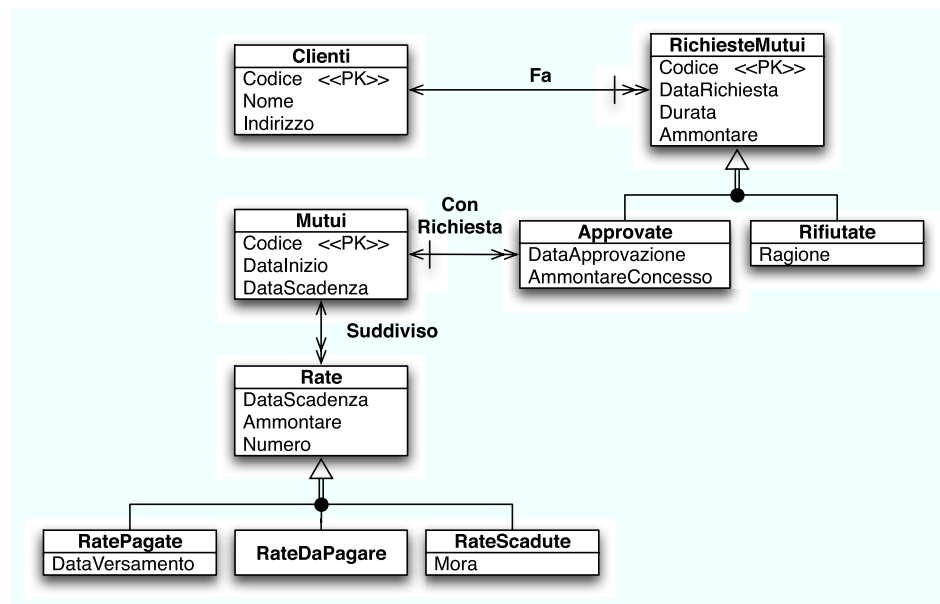 Clienti
Codice <<PK>>
Nome
Indirizzo
Fa
RichiesteMutui
Codice <<PK>>
DataRichiesta
Durata
Ammontare
Mutui
Codice <<PK>>
DataInizio
DataScadenza
Con
Richiesta
Approvate
DataApprovazione
AmmontareConcesso
Rifiutate
Ragione
Suddiviso
Rate
DataScadenza
Ammontare
Numero
RatePagate
DataVersamento
RateDaPagare
RateScadute
Mora